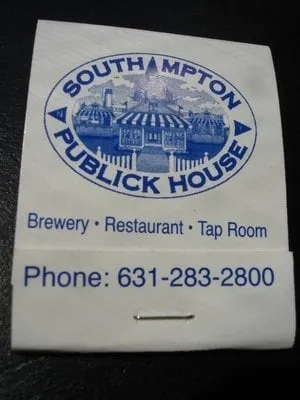 SOUTHAMPTON
PUBLICK HOUSE
Brewery · Restaurant · Tap Room
Phone: 631-283-2800